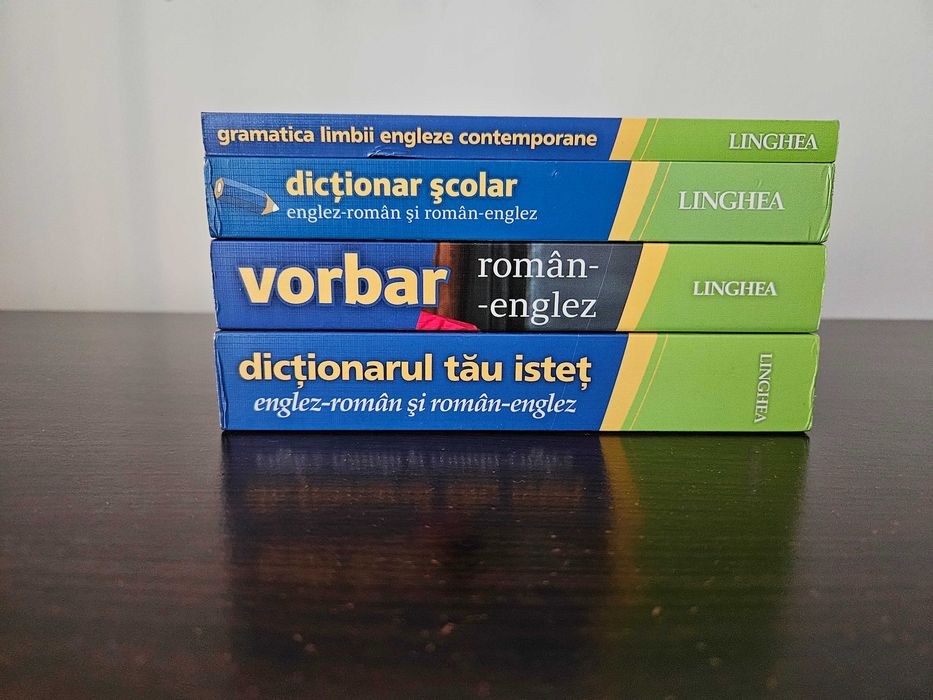 gramatica limbii engleze contemporane
LINGHEA
dicționar şcolar
englez-român și român-englez
LINGHEA
vorbar
român-
-englez
LINGHEA
dicționarul tău isteț
englez-român și român-englez
LINGHEA